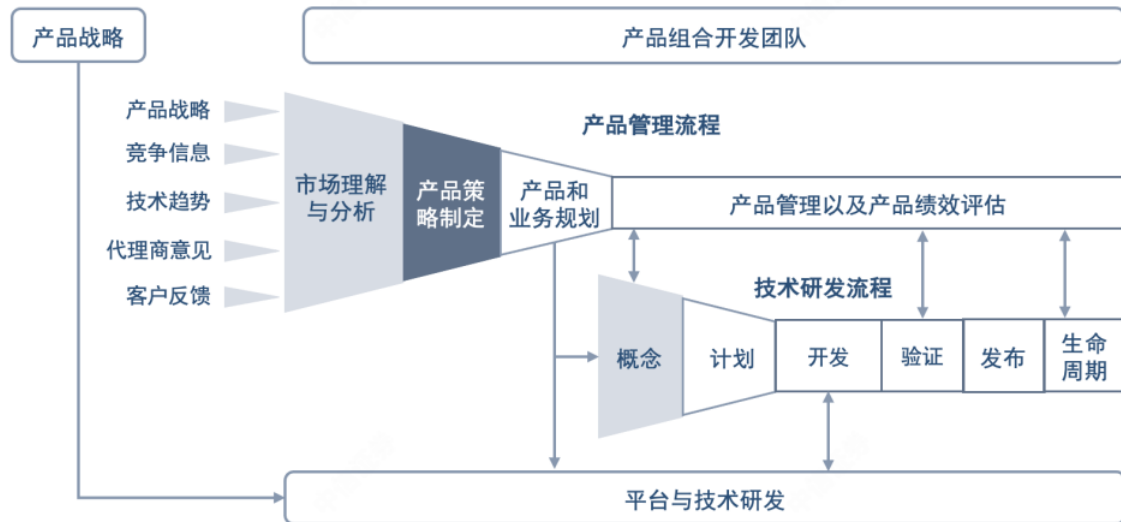 产品战略
产品组合开发团队
产品战略
竞争信息
技术趋势
代理商意见
客户反馈
产品管理流程
市场理解
与分析
产品策
略制定
产品和
业务规划
产品管理以及产品绩效评估
技术研发流程
概念
计划
开发
验证
发布
生命
周期
平台与技术研发